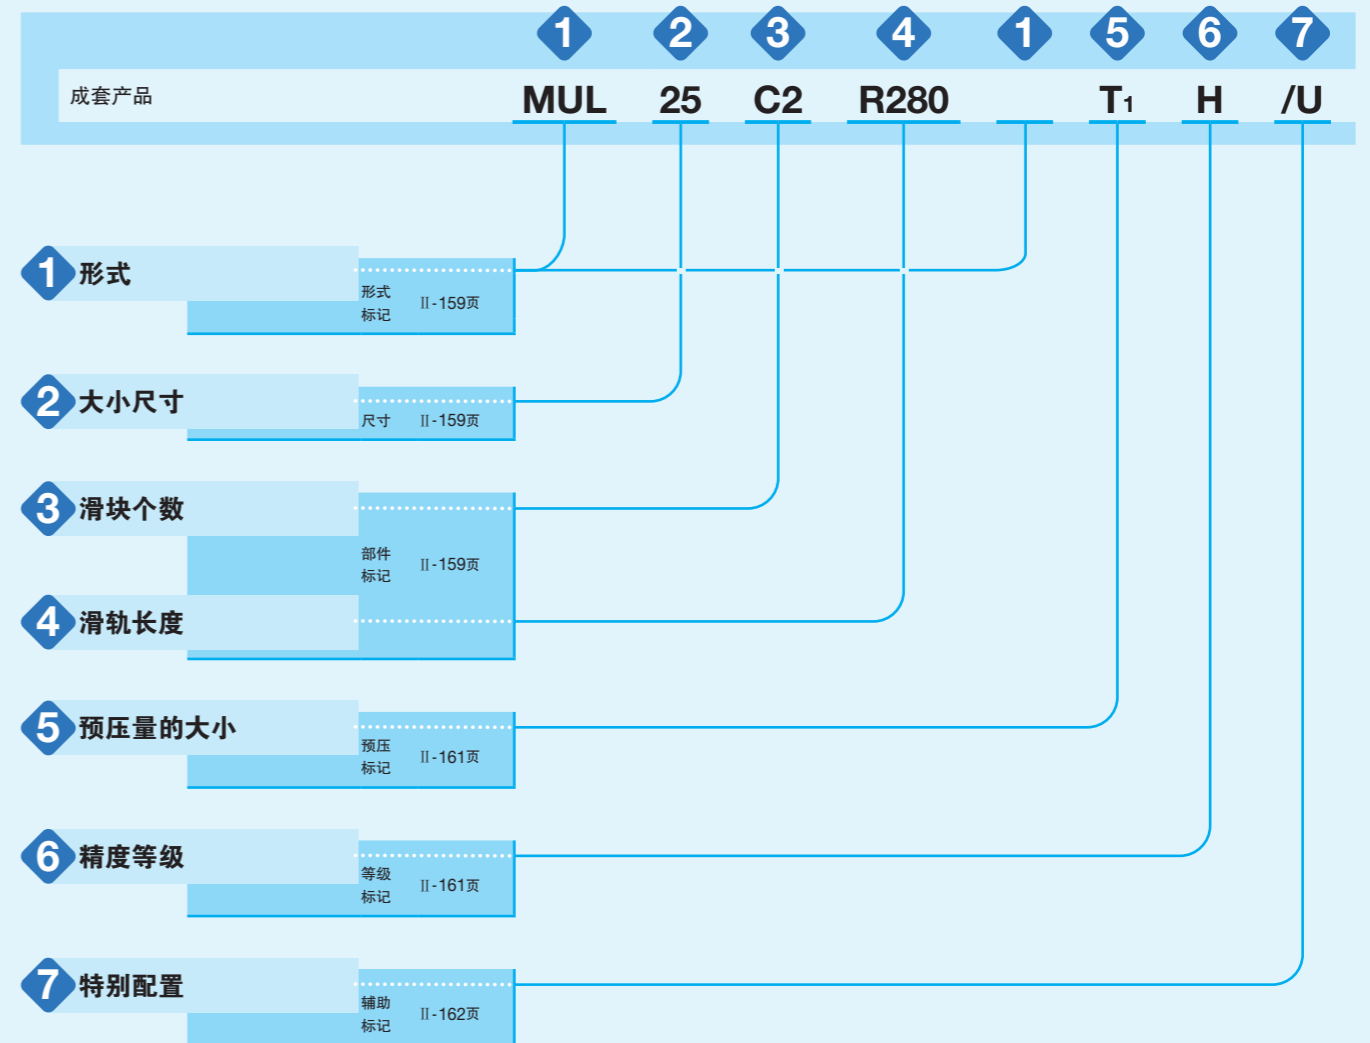 1 2 3 4 1 5 6 7
成套产品 MUL 25 C2 R280 T1 H /U
1 形式
形式
标记 II-159页
2 大小尺寸
尺寸 II-159页
3 滑块个数
部件
标记 II-159页
4 滑轨长度
5 预压量的大小
预压
标记 II-161页
6 精度等级
等级
标记 II-161页
7 特别配置
辅助
标记 II-162页